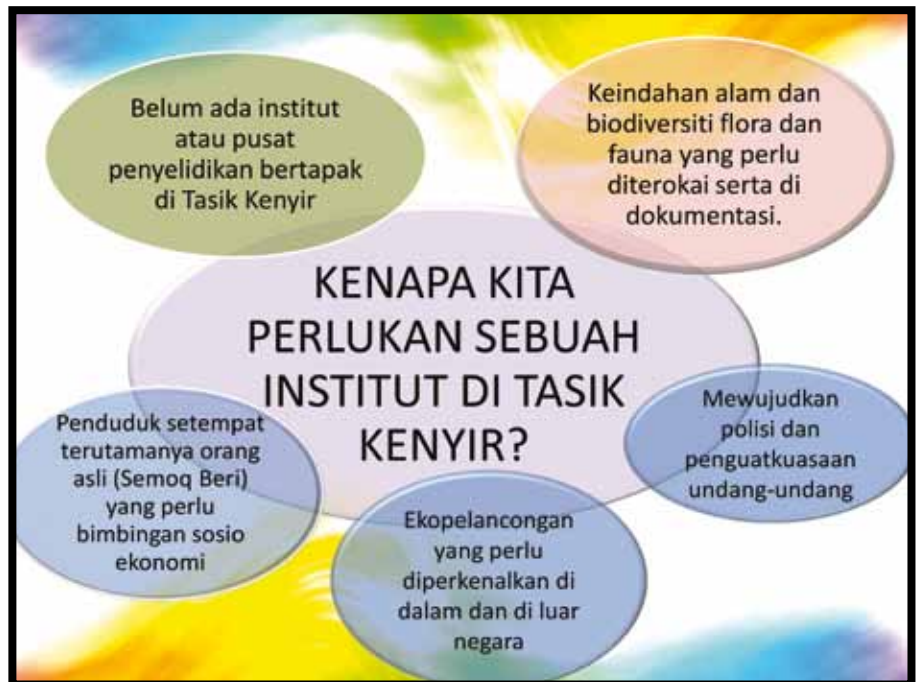 Belum ada institut
atau pusat
penyelidikan bertapak
di Tasik Kenyir
Keindahan alam dan
biodiversiti flora dan
fauna yang perlu
diterokai serta di
dokumentasi.
KENAPA KITA
PERLUKAN SEBUAH
INSTITUT DI TASIK
KENYIR?
Penduduk setempat
terutamanya orang
asli (Semoq Beri)
yang perlu
bimbingan sosio
ekonomi
Ekopelancongan
yang perlu
diperkenalkan di
dalam dan di luar
negara
Mewujudkan
polisi dan
penguatkuasaan
undang-undang